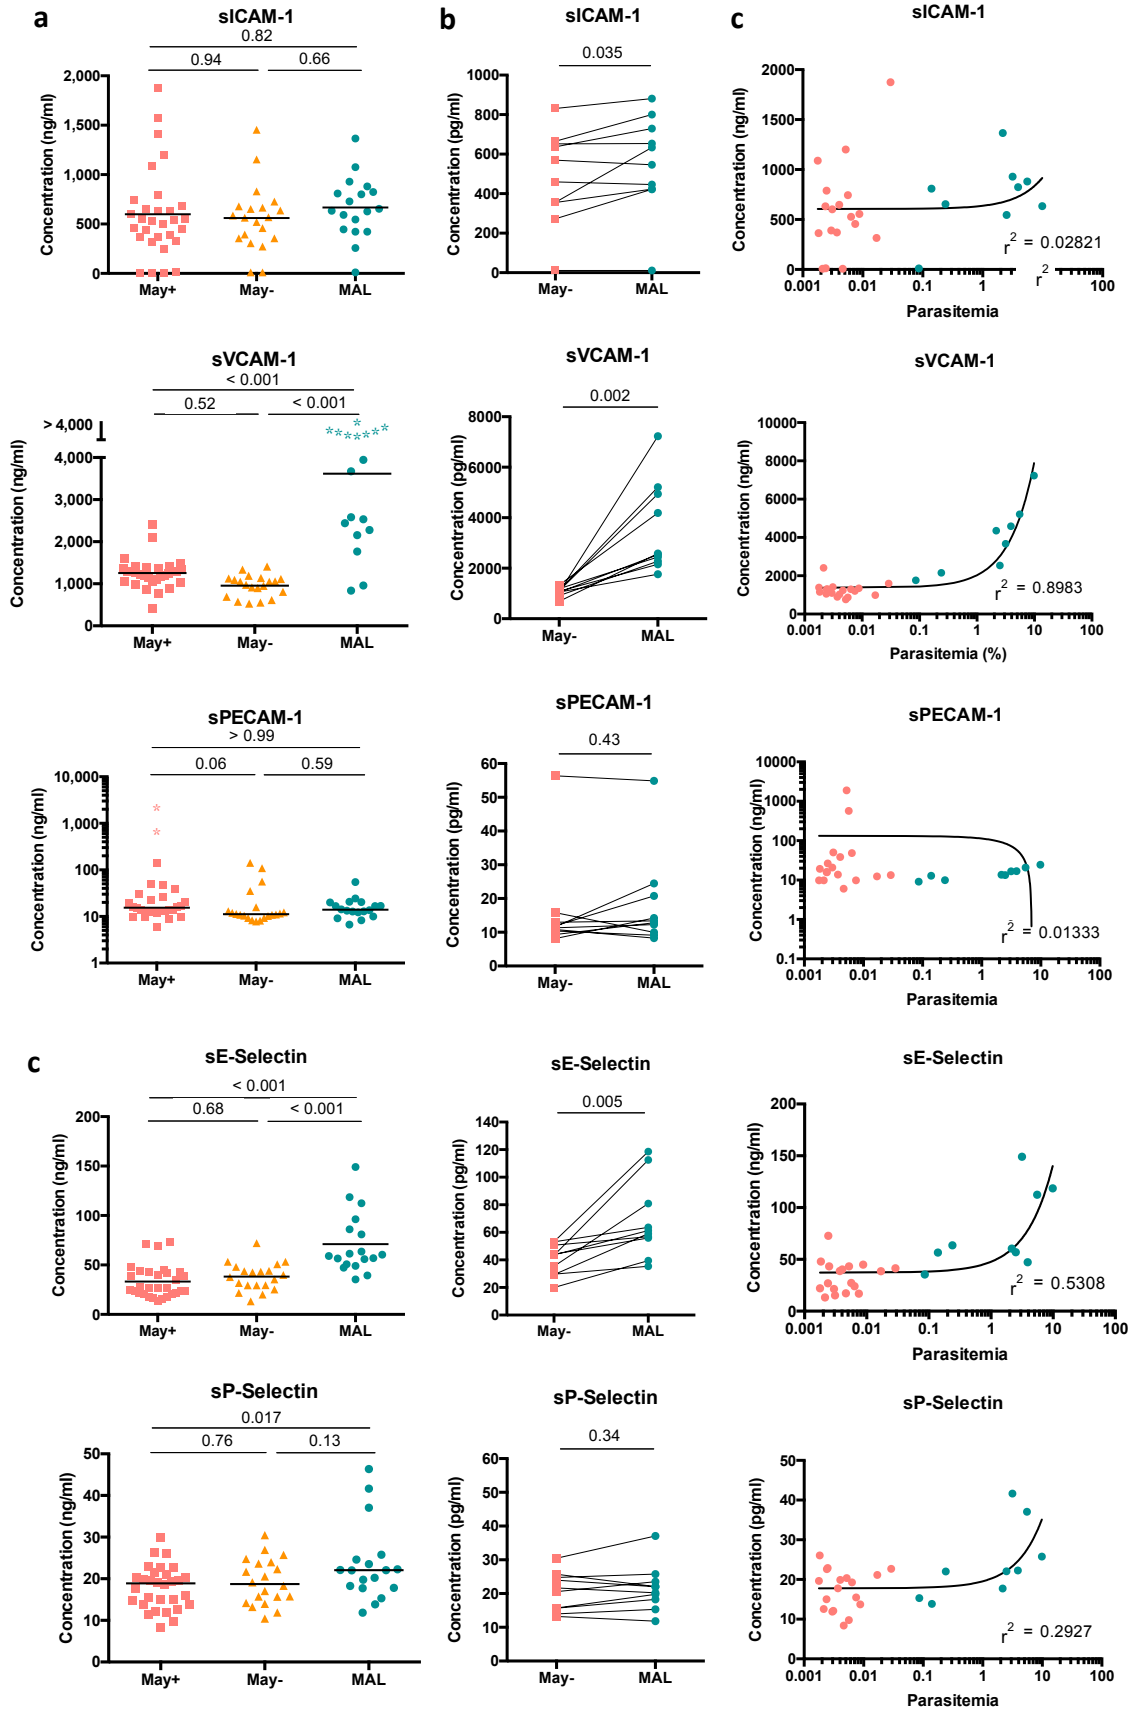 a
b
c
sICAM-1
0.82
0.94
0.66
Concentration (ng/ml)
2,000
1,500
1,000
500
0
May+
May-
MAL
sICAM-1
0.035
Concentration (pg/ml)
1000
800
600
400
200
0
May-
MAL
sICAM-1
Concentration (ng/ml)
2000
1500
1000
500
0
r2 = 0.02821
r2
0.001
0.01
0.1
1
100
Parasitemia
sVCAM-1
< 0.001
0.52
< 0.001
Concentration (ng/ml)
> 4,000
4,000
3,000
2,000
1,000
0
May+
May-
MAL
sVCAM-1
0.002
Concentration (pg/ml)
8000
6000
4000
2000
0
May-
MAL
sVCAM-1
Concentration (ng/ml)
10000
8000
6000
4000
2000
0
r2 = 0.8983
0.001
0.01
0.1
1
10
100
Parasitemia (%)
sPECAM-1
> 0.99
0.06
0.59
Concentration (ng/ml)
10,000
1,000
100
10
1
May+
May-
MAL
sPECAM-1
0.43
Concentration (pg/ml)
60
50
40
30
20
10
0
May-
MAL
sPECAM-1
Concentration (ng/ml)
10000
1000
100
10
1
0.1
r2 = 0.01333
0.001
0.01
0.1
1
10
100
Parasitemia
c
sE-Selectin
< 0.001
0.68
< 0.001
Concentration (ng/ml)
200
150
100
50
0
May+
May-
MAL
sE-Selectin
0.005
Concentration (pg/ml)
140
120
100
80
60
40
20
0
May-
MAL
sE-Selectin
Concentration (ng/ml)
200
150
100
50
0
r2 = 0.5308
0.001
0.01
0.1
1
10
100
Parasitemia
sP-Selectin
0.017
0.76
0.13
Concentration (ng/ml)
50
40
30
20
10
0
May+
May-
MAL
sP-Selectin
0.34
Concentration (pg/ml)
60
50
40
30
20
10
0
May-
MAL
sP-Selectin
Concentration (ng/ml)
50
40
30
20
10
0
r2 = 0.2927
0.001
0.01
0.1
1
10
100
Parasitemia